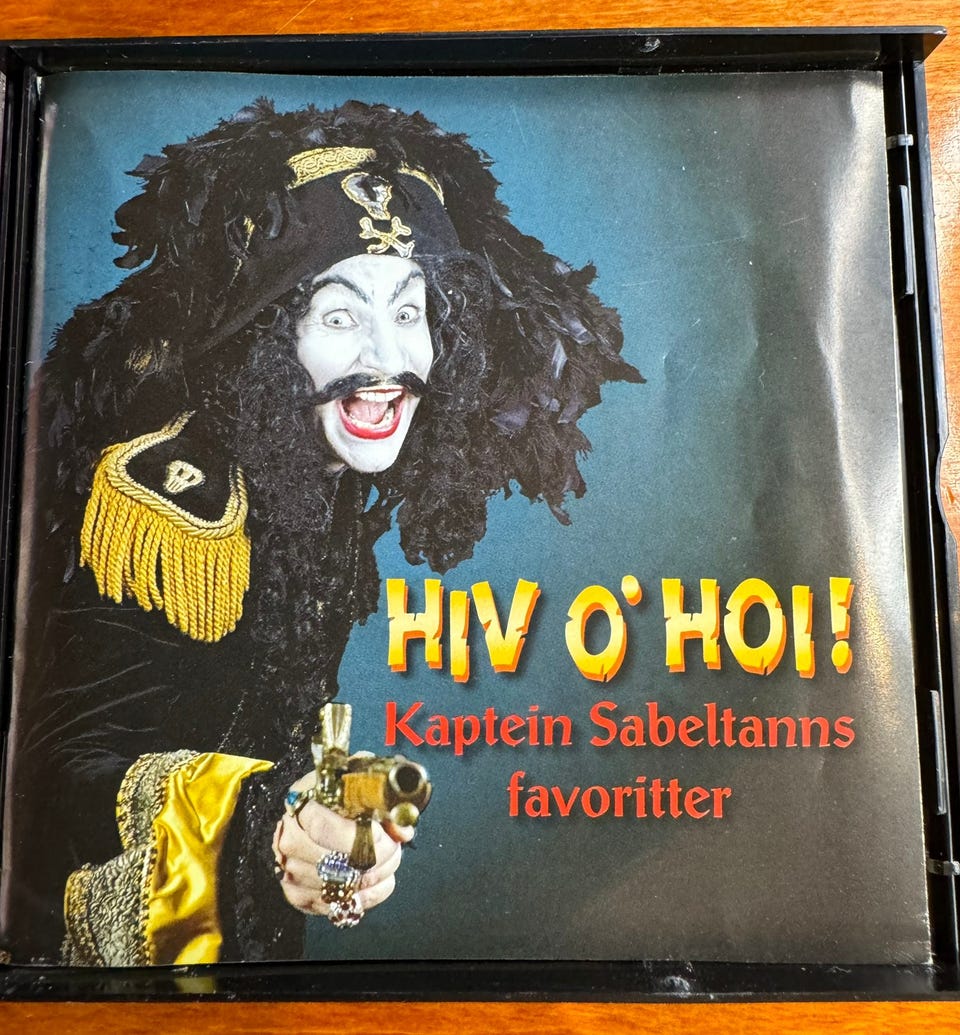 HIV O' HOI!
Kaptein Sabeltanns
favoritter